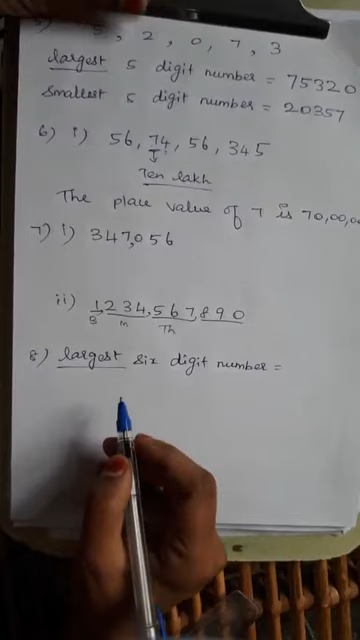 5, 2, 0, 7, 3
largest 5 digit number = 75320
Smallest 5 digit number = 20357
6) i) 56, 74, 56, 345
Ten lakh
The place value of 7 is 70,00,00
7) i) 347,056
ii) 1234,567,890
B m Th
8) largest six digit number =